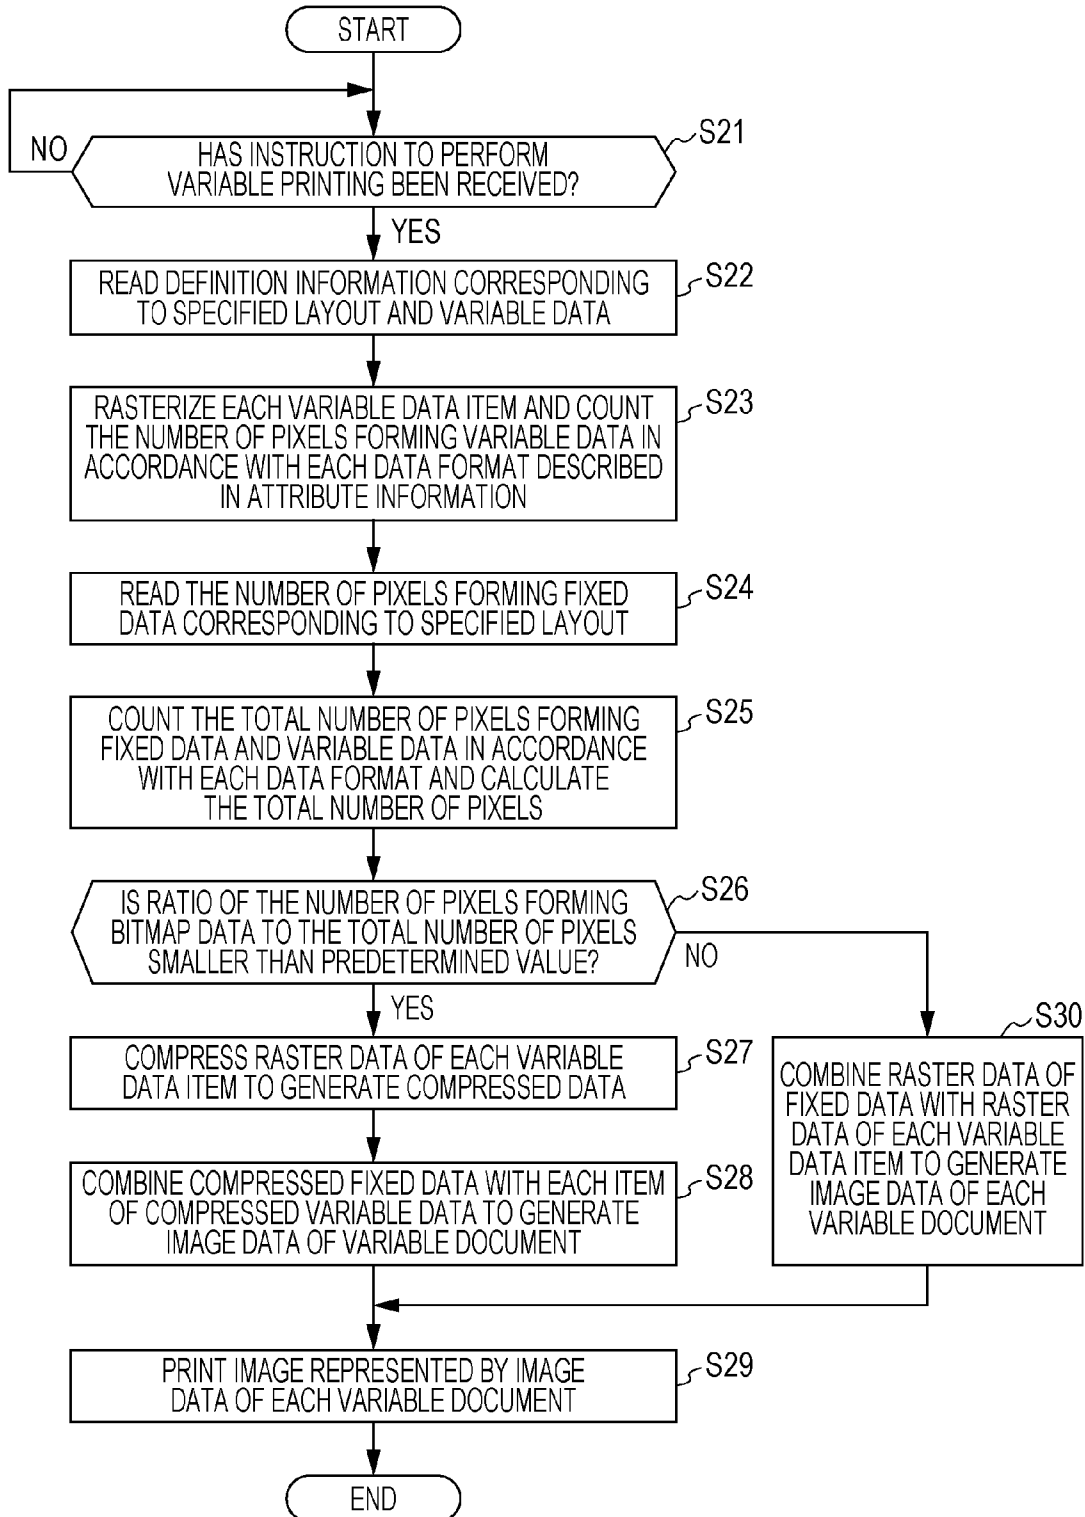 START
NO
HAS INSTRUCTION TO PERFORM
VARIABLE PRINTING BEEN RECEIVED?
S21
YES
READ DEFINITION INFORMATION CORRESPONDING
TO SPECIFIED LAYOUT AND VARIABLE DATA
S22
RASTERIZE EACH VARIABLE DATA ITEM AND COUNT
THE NUMBER OF PIXELS FORMING VARIABLE DATA IN
ACCORDANCE WITH EACH DATA FORMAT DESCRIBED
IN ATTRIBUTE INFORMATION
S23
READ THE NUMBER OF PIXELS FORMING FIXED
DATA CORRESPONDING TO SPECIFIED LAYOUT
S24
COUNT THE TOTAL NUMBER OF PIXELS FORMING
FIXED DATA AND VARIABLE DATA IN ACCORDANCE
WITH EACH DATA FORMAT AND CALCULATE
THE TOTAL NUMBER OF PIXELS
S25
IS RATIO OF THE NUMBER OF PIXELS FORMING
BITMAP DATA TO THE TOTAL NUMBER OF PIXELS
SMALLER THAN PREDETERMINED VALUE?
S26
NO
YES
COMPRESS RASTER DATA OF EACH VARIABLE
DATA ITEM TO GENERATE COMPRESSED DATA
S27
COMBINE COMPRESSED FIXED DATA WITH EACH ITEM
OF COMPRESSED VARIABLE DATA TO GENERATE
IMAGE DATA OF VARIABLE DOCUMENT
S28
S30
COMBINE RASTER DATA OF
FIXED DATA WITH RASTER
DATA OF EACH VARIABLE
DATA ITEM TO GENERATE
IMAGE DATA OF EACH
VARIABLE DOCUMENT
PRINT IMAGE REPRESENTED BY IMAGE
DATA OF EACH VARIABLE DOCUMENT
S29
END